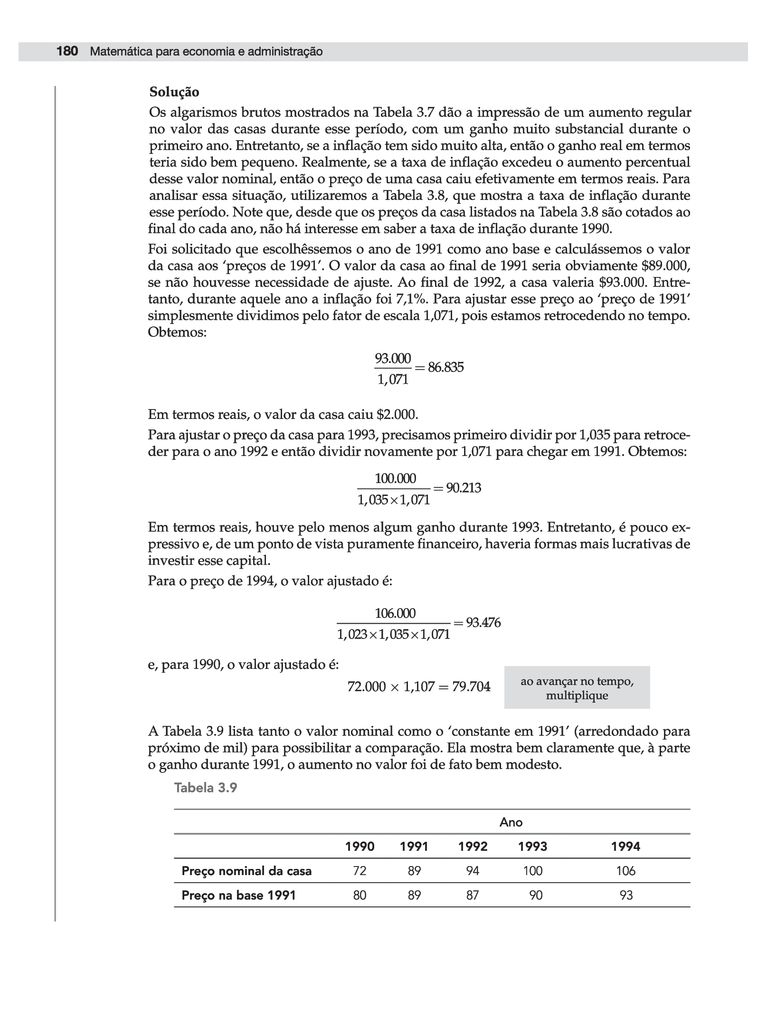 180 Matemática para economia e administração
Solução
Os algarismos brutos mostrados na Tabela 3.7 dão a impressão de um aumento regular
no valor das casas durante esse período, com um ganho muito substancial durante o
primeiro ano. Entretanto, se a inflação tem sido muito alta, então o ganho real em termos
teria sido bem pequeno. Realmente, se a taxa de inflação excedeu o aumento percentual
desse valor nominal, então o preço de uma casa caiu efetivamente em termos reais. Para
analisar essa situação, utilizaremos a Tabela 3.8, que mostra a taxa de inflação durante
esse período. Note que, desde que os preços da casa listados na Tabela 3.8 são cotados ao
final do cada ano, não há interesse em saber a taxa de inflação durante 1990.
Foi solicitado que escolhêssemos o ano de 1991 como ano base e calculássemos o valor
da casa aos ‘preços de 1991’. O valor da casa ao final de 1991 seria obviamente $89.000,
se não houvesse necessidade de ajuste. Ao final de 1992, a casa valeria $93.000. Entre-
tanto, durante aquele ano a inflação foi 7,1%. Para ajustar esse preço ao ‘preço de 1991’
simplesmente dividimos pelo fator de escala 1,071, pois estamos retrocedendo no tempo.
Obtemos:
93.000
1,071
= 86.835
Em termos reais, o valor da casa caiu $2.000.
Para ajustar o preço da casa para 1993, precisamos primeiro dividir por 1,035 para retroce-
der para o ano 1992 e então dividir novamente por 1,071 para chegar em 1991. Obtemos:
100.000
1,035×1,071
= 90.213
Em termos reais, houve pelo menos algum ganho durante 1993. Entretanto, é pouco ex-
pressivo e, de um ponto de vista puramente financeiro, haveria formas mais lucrativas de
investir esse capital.
Para o preço de 1994, o valor ajustado é:
106.000
1,023×1,035×1,071
= 93.476
e, para 1990, o valor ajustado é:
72.000 × 1,107 = 79.704
ao avançar no tempo,
multiplique
A Tabela 3.9 lista tanto o valor nominal como o ‘constante em 1991’ (arredondado para
próximo de mil) para possibilitar a comparação. Ela mostra bem claramente que, à parte
o ganho durante 1991, o aumento no valor foi de fato bem modesto.
Tabela 3.9
Ano
1990 1991 1992 1993 1994
Preço nominal da casa 72 89 94 100 106
Preço na base 1991 80 89 87 90 93